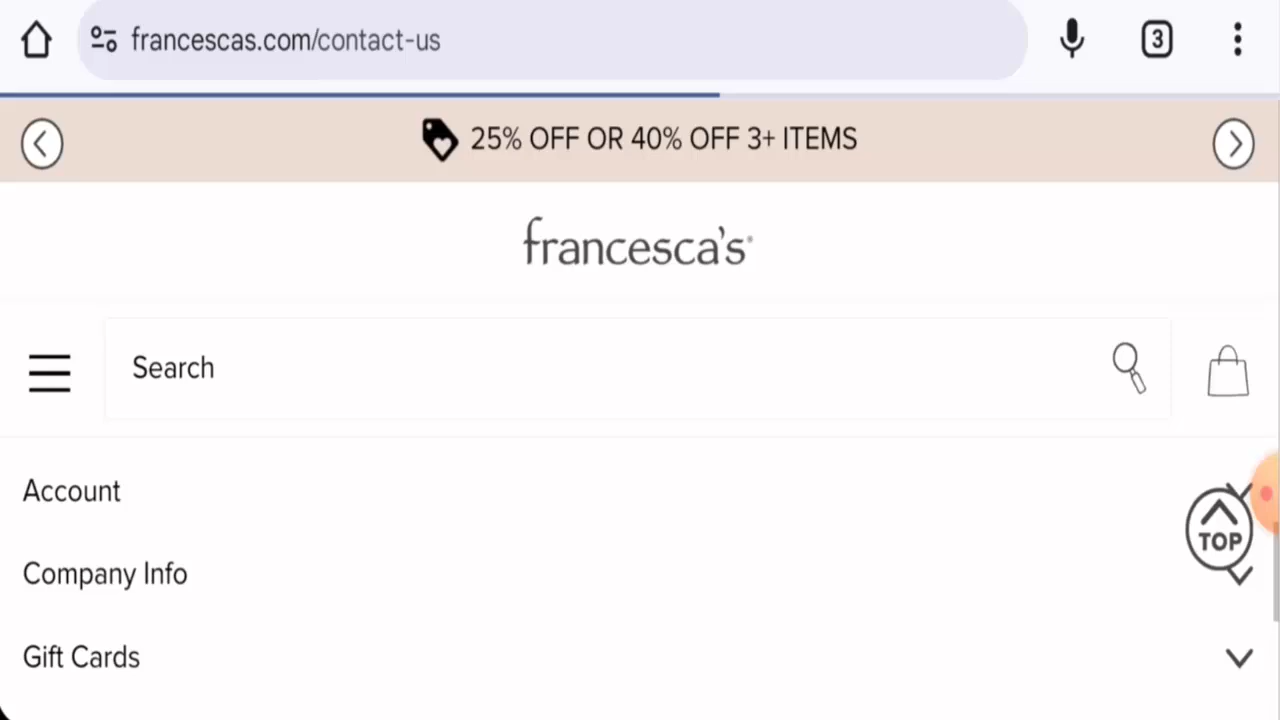 francescas.com/contact-us
3
25% OFF OR 40% OFF 3+ ITEMS
francesca's®
Search
Account
TOP
Company Info
Gift Cards